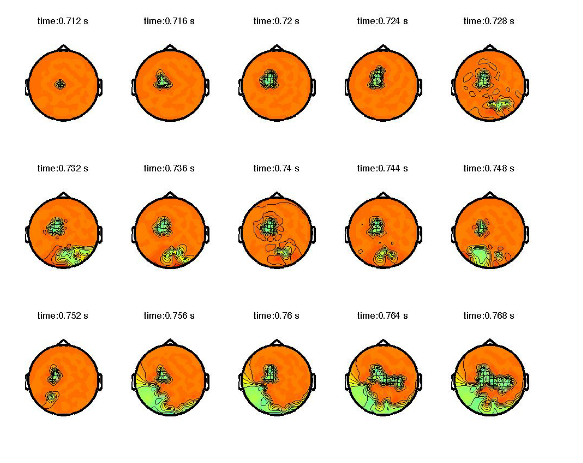 time:0.712 s time:0.716 s time:0.72 s time:0.724 s time:0.728 s
time:0.732 s time:0.736 s time:0.74 s time:0.744 s time:0.748 s
time:0.752 s time:0.756 s time:0.76 s time:0.764 s time:0.768 s